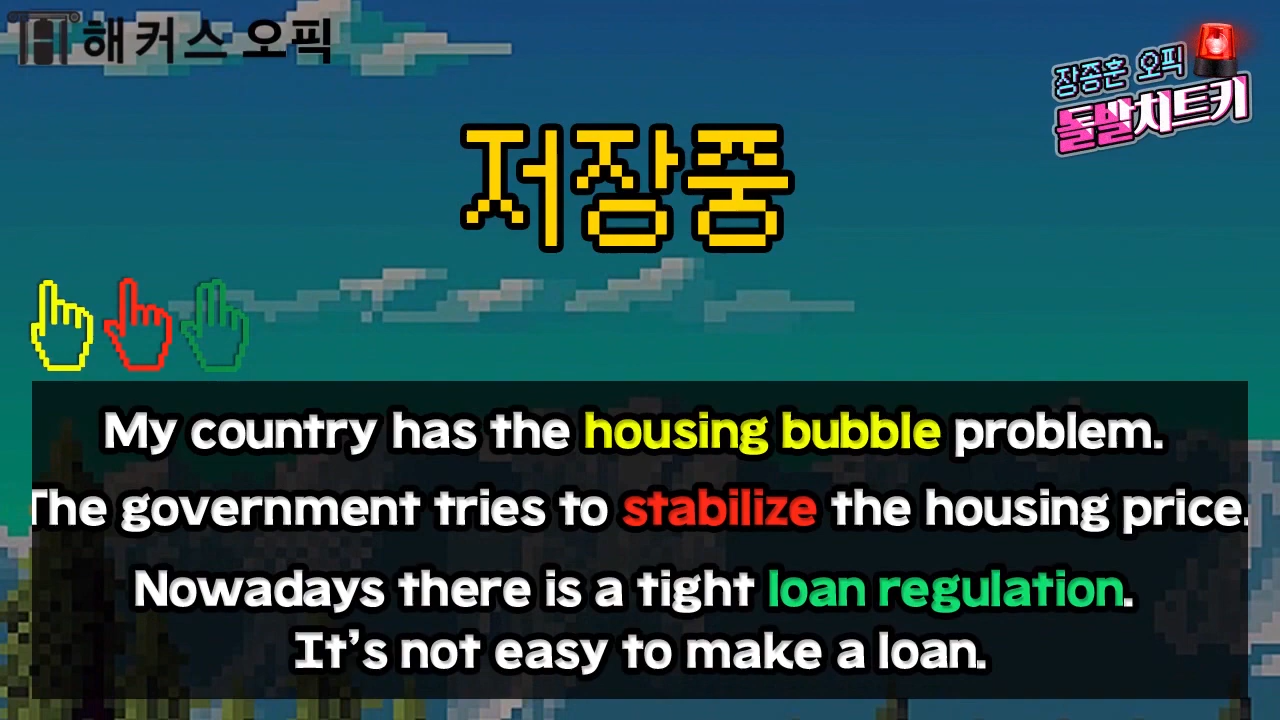 해커스 오픽
장종훈 오픽
돌발치트키
저장풍
My country has the housing bubble problem.
The government tries to stabilize the housing price.
Nowadays there is a tight loan regulation.
It's not easy to make a loan.